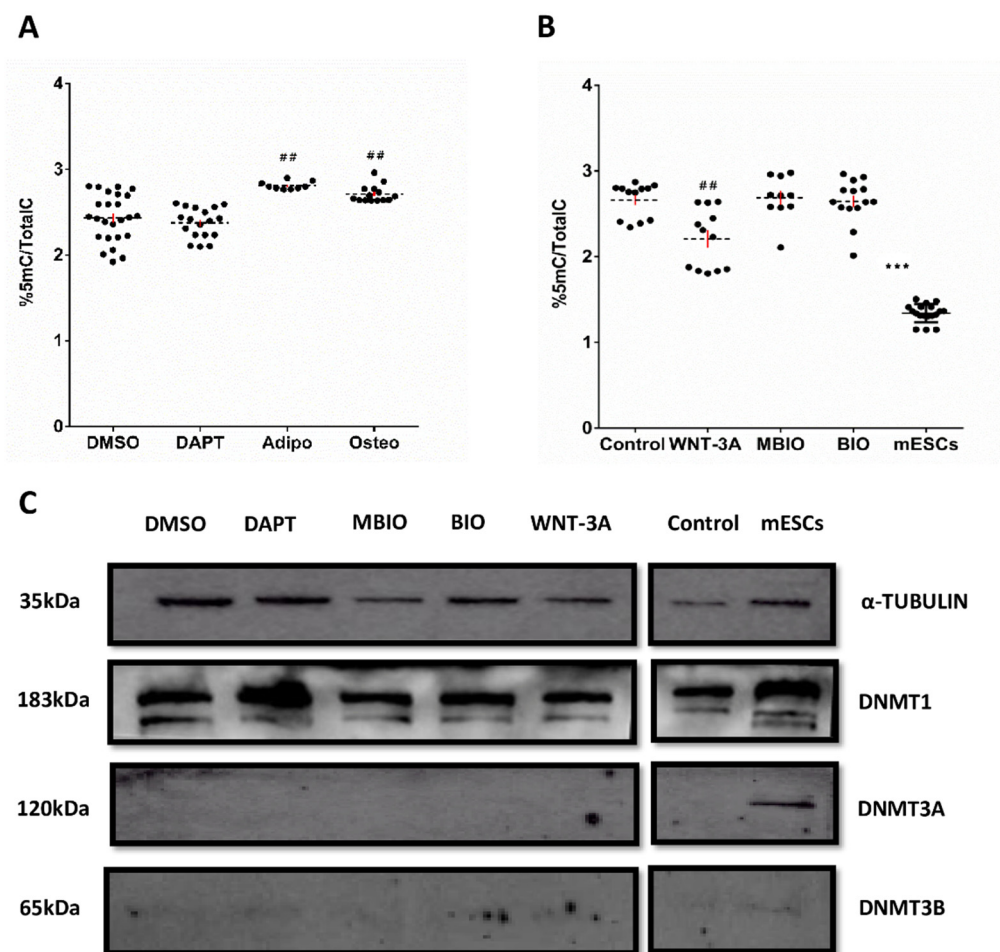 A
%5mC/TotalC
4
3
2
1
0
##
##
DMSO DAPT Adipo Osteo
B
%5mC/TotalC
4
3
2
1
0
##
***
Control WNT-3A MBIO BIO mESCs
C
DMSO DAPT MBIO BIO WNT-3A Control mESCs
35kDa α-TUBULIN
183kDa DNMT1
120kDa DNMT3A
65kDa DNMT3B